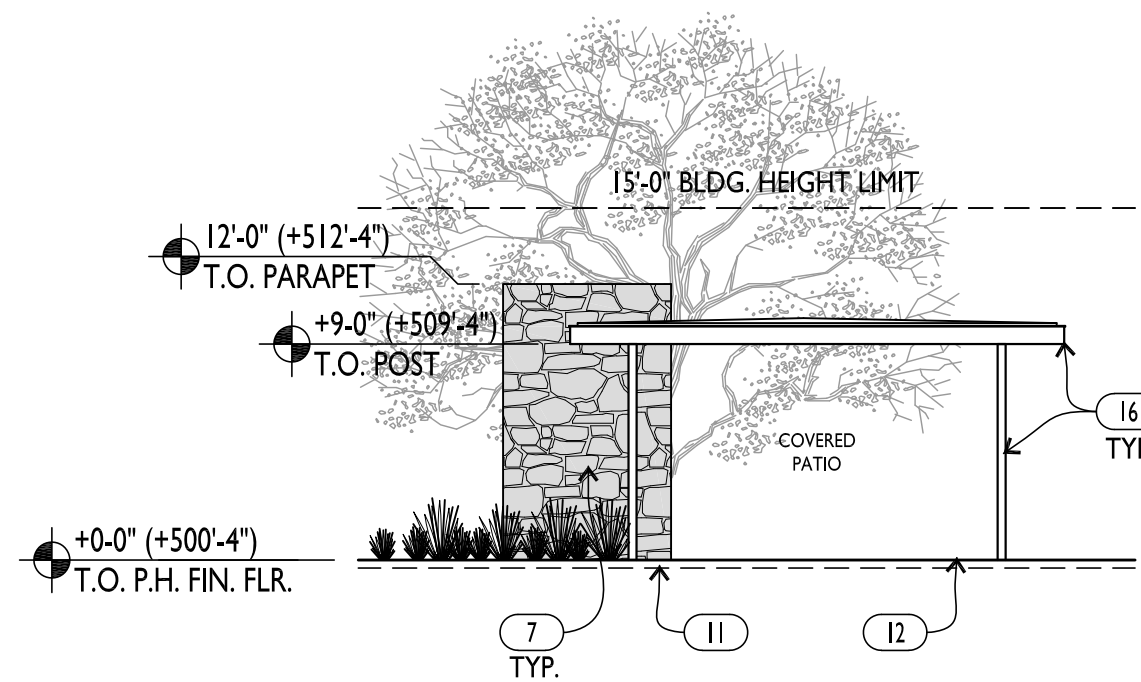 15'-0" BLDG. HEIGHT LIMIT
12'-0" (+512'-4")
T.O. PARAPET
+9-0" (+509'-4")
T.O. POST
16
COVERED
PATIO
+0-0" (+500'-4")
T.O. P.H. FIN. FLR.
7
TYP.
11
12